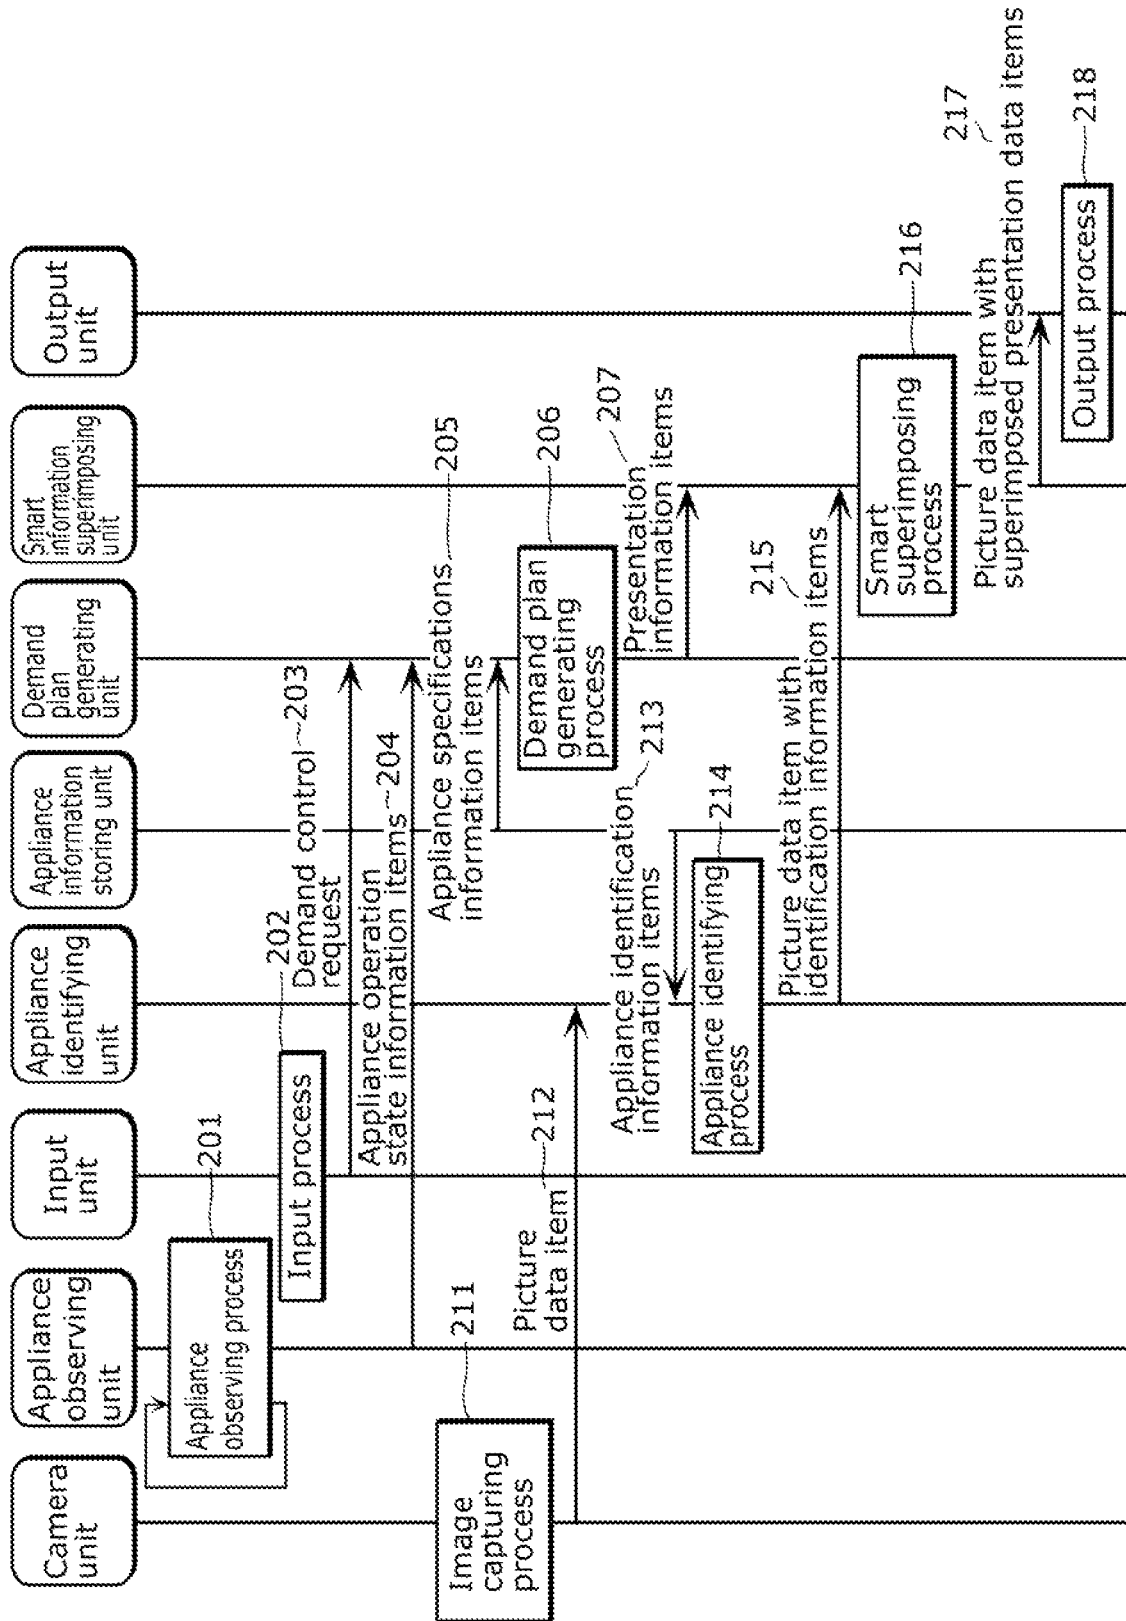 Camera
unit
Appliance
observing
unit
Input
unit
Appliance
identifying
unit
Appliance
information
storing unit
Demand
plan
generating
unit
Smart
information
superimposing
unit
Output
unit
Appliance
observing process
201
Input process
202
Demand control
request
203
Appliance operation
state information items
204
Appliance specifications
information items
205
Image
capturing
process
211
Demand plan
generating
process
206
Picture
data item
212
Presentation
information items
207
Appliance identification
information items
213
Appliance identifying
process
214
Picture data item with
identification information items
215
Smart
superimposing
process
216
Picture data item with
superimposed presentation data items
217
Output process
218